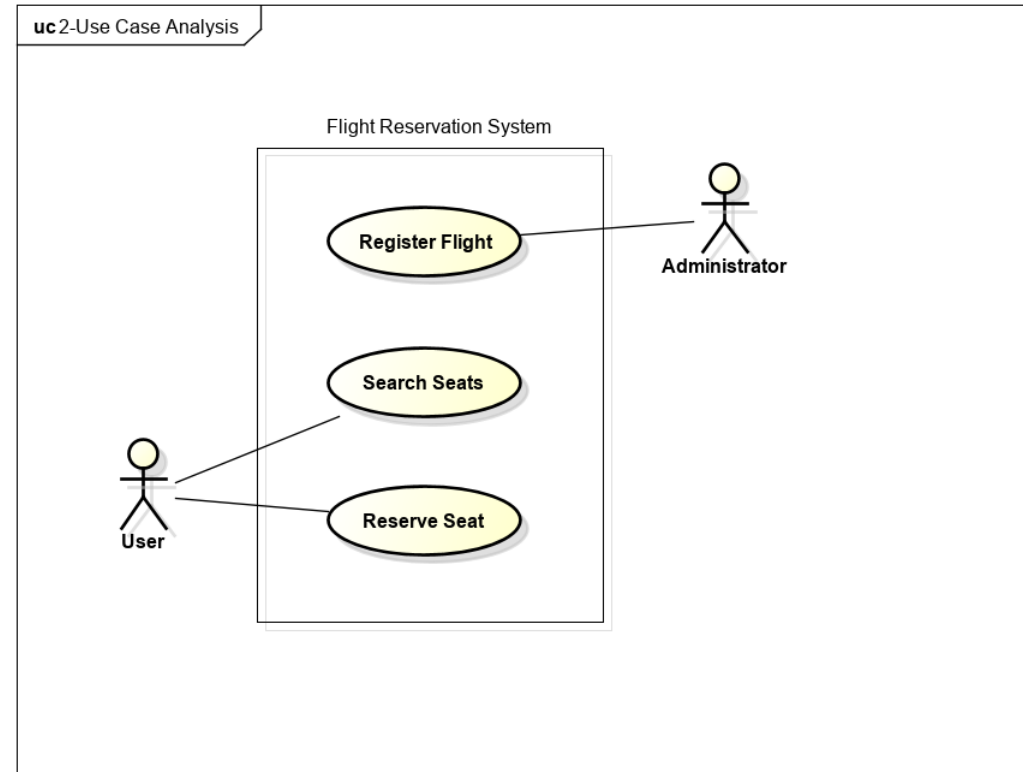 uc 2-Use Case Analysis
Flight Reservation System
Register Flight
Administrator
Search Seats
User
Reserve Seat